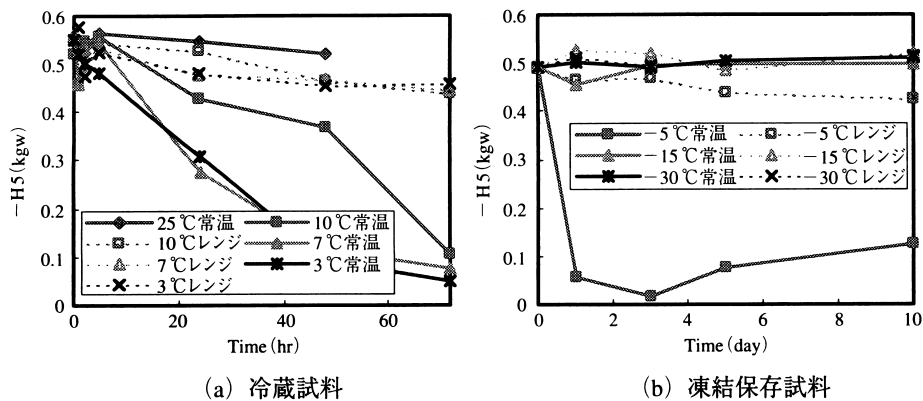 0.6
0.5
0.4
0.3
0.2
0.1
0
−H5(kgw)
25℃常温
10℃常温
10℃レンジ
7℃常温
7℃レンジ
3℃常温
3℃レンジ
0
20
40
60
Time(hr)
(a) 冷蔵試料
0.6
0.5
0.4
0.3
0.2
0.1
0
−H5(kgw)
−5℃常温
−5℃レンジ
−15℃常温
−15℃レンジ
−30℃常温
−30℃レンジ
0
2
4
6
8
10
Time(day)
(b) 凍結保存試料